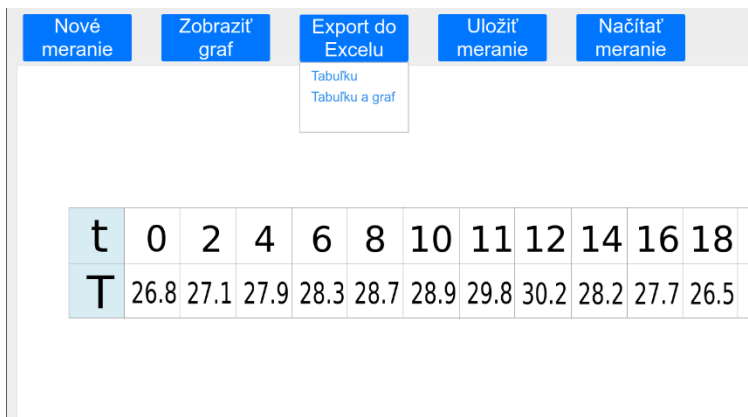 Nové meranie
Zobraziť graf
Export do Excelu
Uložiť meranie
Načítať meranie
Tabuľku
Tabuľku a graf
t 0 2 4 6 8 10 11 12 14 16 18
T 26.8 27.1 27.9 28.3 28.7 28.9 29.8 30.2 28.2 27.7 26.5